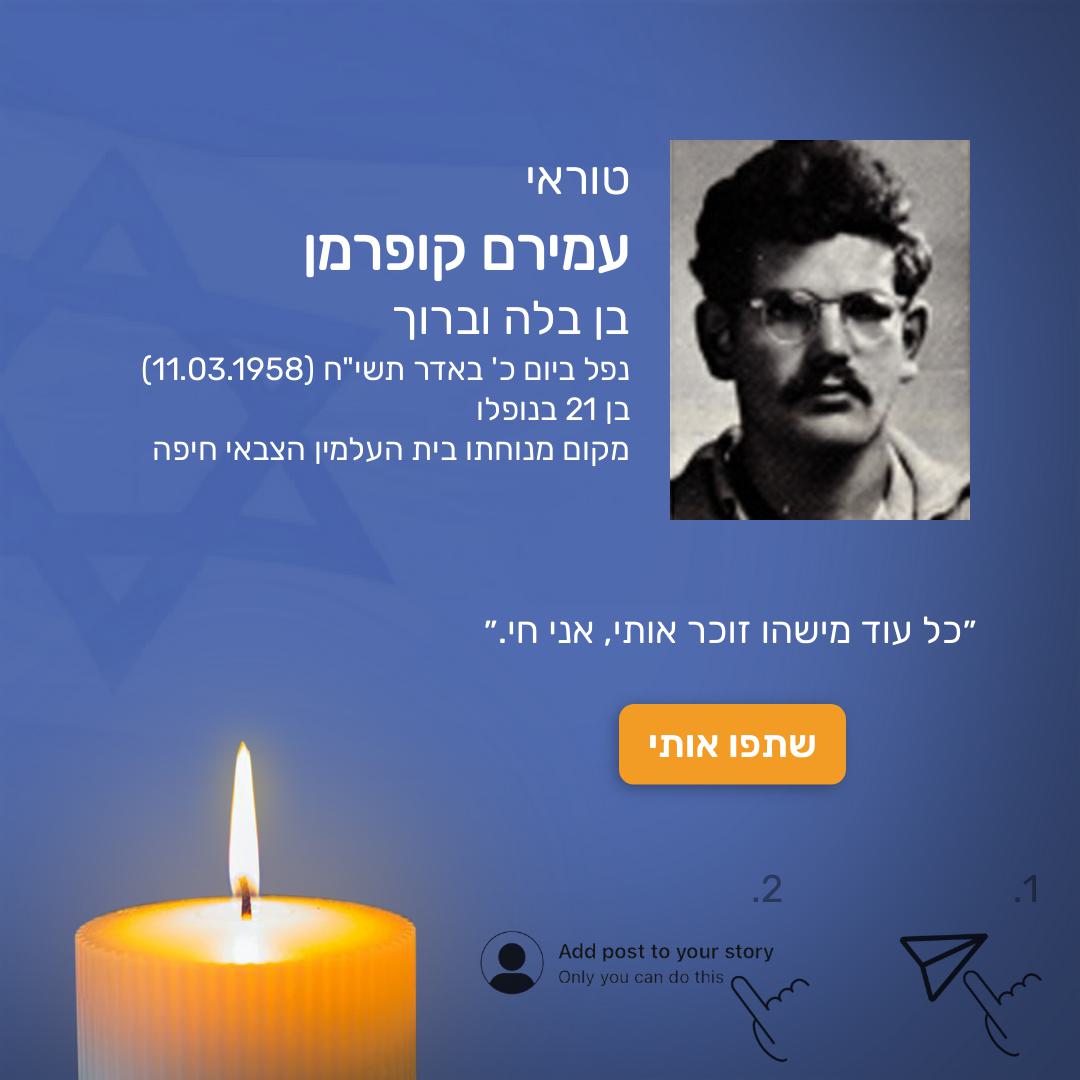 טוראי
עמירם קופרמן
בן בלה וברוך
נפל ביום כ' באדר תשי"ח (11.03.1958)
בן 21 בנופלו
מקום מנוחתו בית העלמין הצבאי חיפה
״כל עוד מישהו זוכר אותי, אני חי.״
שתפו אותי
1.
2.
Add post to your story
Only you can do this